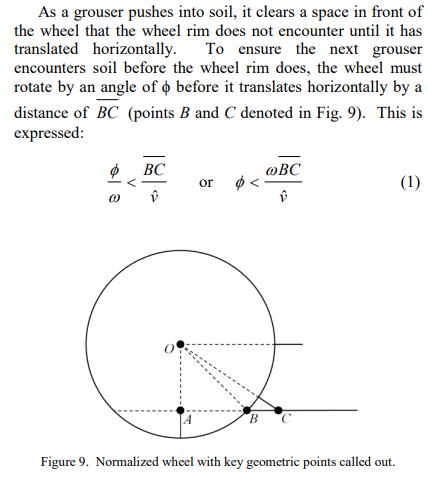 As a grouser pushes into soil, it clears a space in front of
the wheel that the wheel rim does not encounter until it has
translated horizontally. To ensure the next grouser
encounters soil before the wheel rim does, the wheel must
rotate by an angle of ϕ before it translates horizontally by a
distance of B̅C̅ (points B and C denoted in Fig. 9). This is
expressed:
ϕ/ω < B̅C̅/v̂ or ϕ < ωB̅C̅/v̂ (1)
O
A B C
Figure 9. Normalized wheel with key geometric points called out.